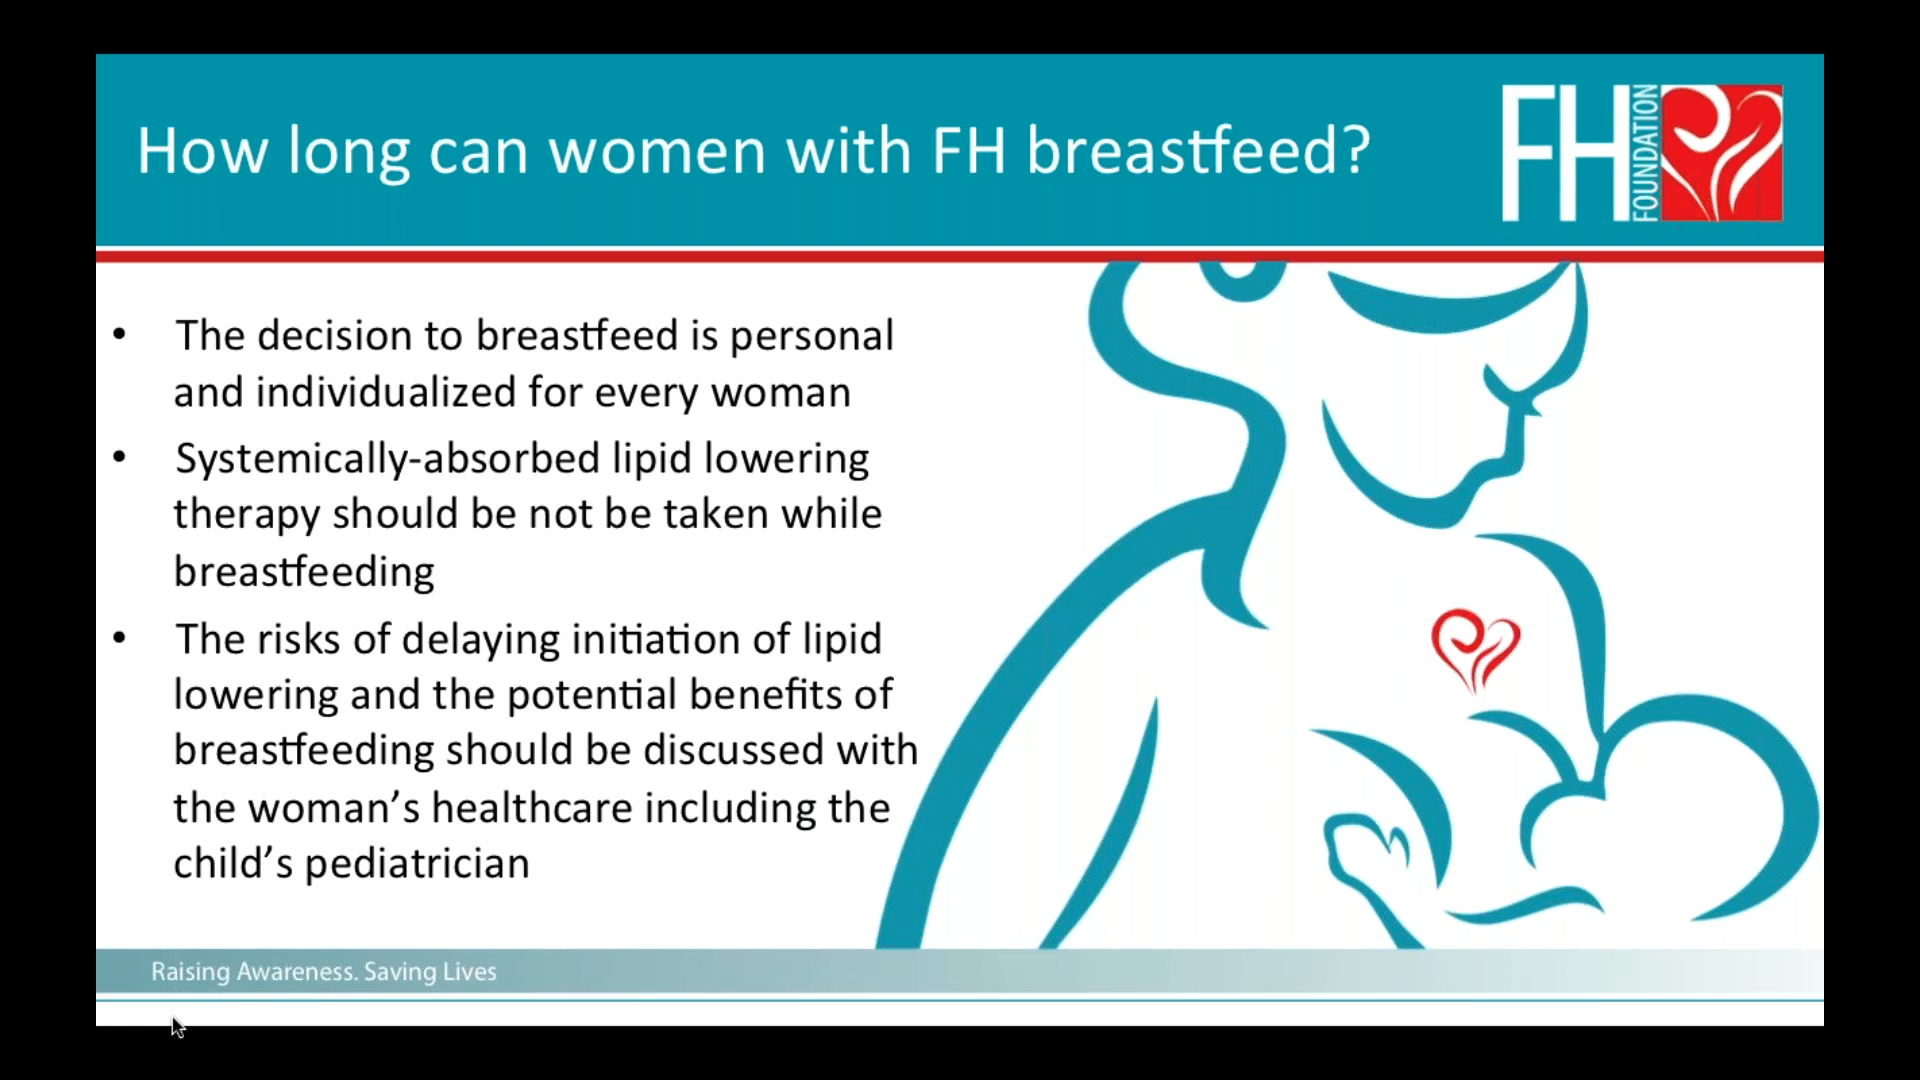 How long can women with FH breastfeed?
FH
FOUNDATION
• The decision to breastfeed is personal
and individualized for every woman
• Systemically-absorbed lipid lowering
therapy should be not be taken while
breastfeeding
• The risks of delaying initiation of lipid
lowering and the potential benefits of
breastfeeding should be discussed with
the woman’s healthcare including the
child’s pediatrician
Raising Awareness. Saving Lives